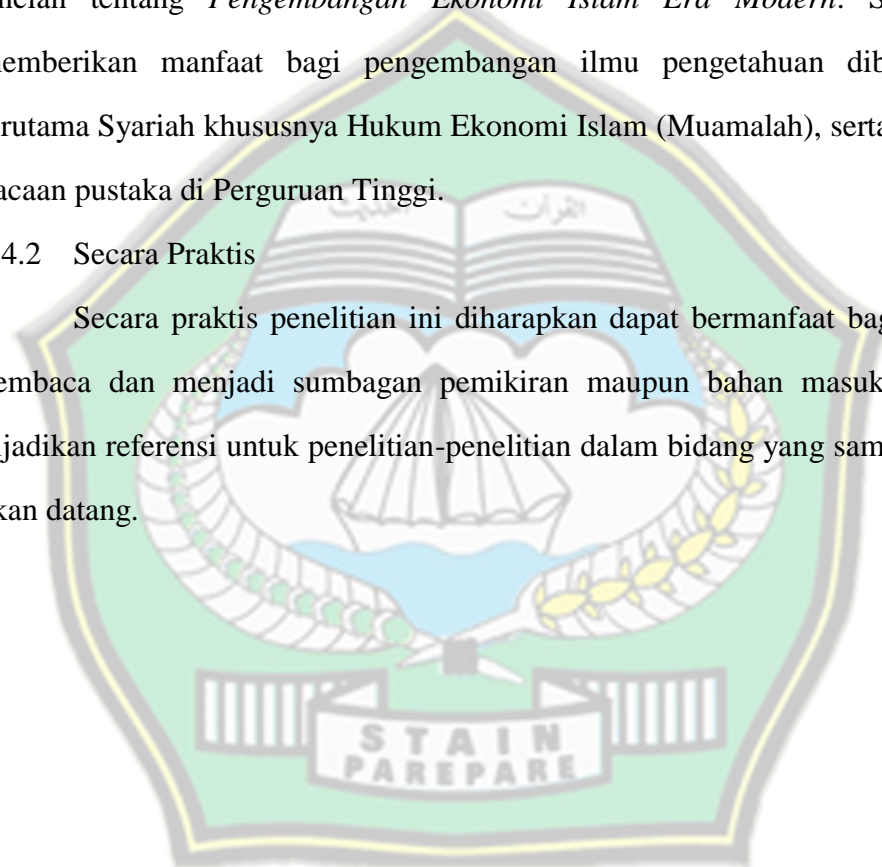 tentang Pengembangan Ekonomi Islam Era Modern. S
memberikan manfaat bagi pengembangan ilmu pengetahuan dib
rutama Syariah khususnya Hukum Ekonomi Islam (Muamalah), serta
acaan pustaka di Perguruan Tinggi.
الحديث القرآن
4.2 Secara Praktis
Secara praktis penelitian ini diharapkan dapat bermanfaat bag
embaca dan menjadi sumbagan pemikiran maupun bahan masuk
jadikan referensi untuk penelitian-penelitian dalam bidang yang sam
kan datang.
STAIN
PAREPARE